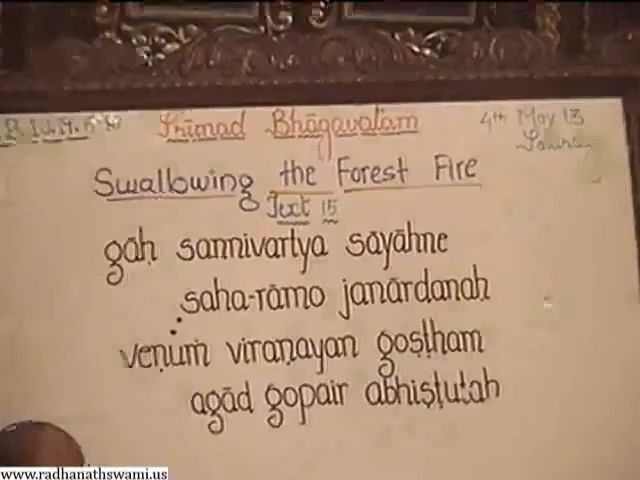 Śrīmad Bhāgavatam
4th May 13
Swallowing the Forest Fire
Text 15
gāḥ sannivartya sāyāhne
saha-rāmo janārdanaḥ
veṇuṁ viraṇayan goṣṭham
agād gopair abhiṣṭutaḥ
www.radhanathswami.us